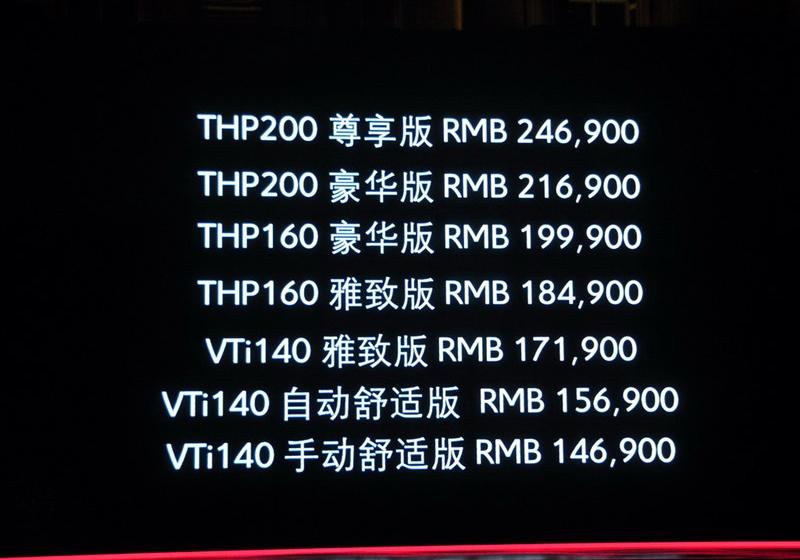 THP200 尊享版 RMB 246,900
THP200 豪华版 RMB 216,900
THP160 豪华版 RMB 199,900
THP160 雅致版 RMB 184,900
VTi140 雅致版 RMB 171,900
VTi140 自动舒适版 RMB 156,900
VTi140 手动舒适版 RMB 146,900